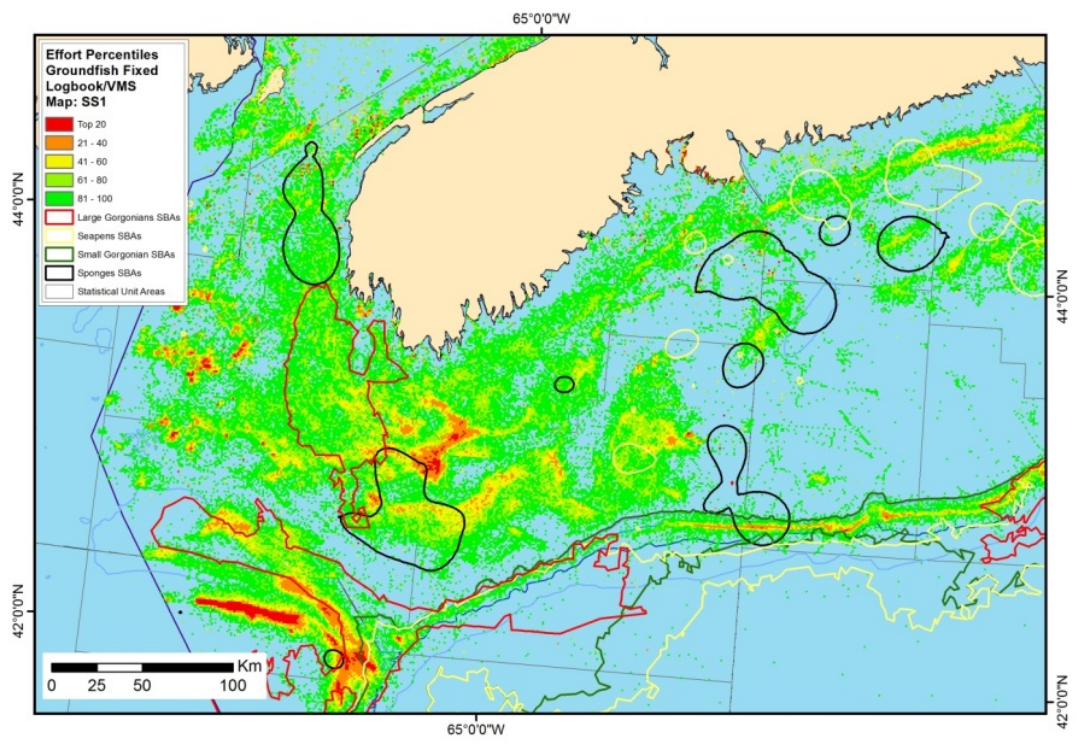 65°0'0"W
Effort Percentiles
Groundfish Fixed
Logbook/VMS
Map: SS1
Top 20
21 - 40
41 - 60
61 - 80
81 - 100
Large Gorgonians SBAs
Seapens SBAs
Small Gorgonian SBAs
Sponges SBAs
Statistical Unit Areas
44°0'0"N
44°0'0"N
42°0'0"N
42°0'0"N
Km
0 25 50 100
65°0'0"W